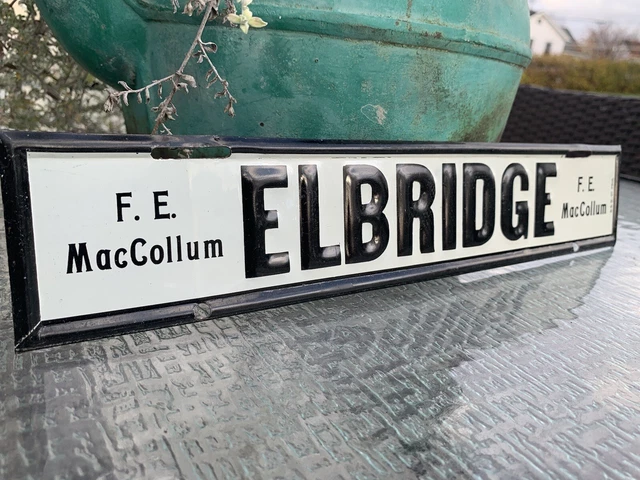 F. E.
MacCollum
ELBRIDGE
F. E.
MacCollum